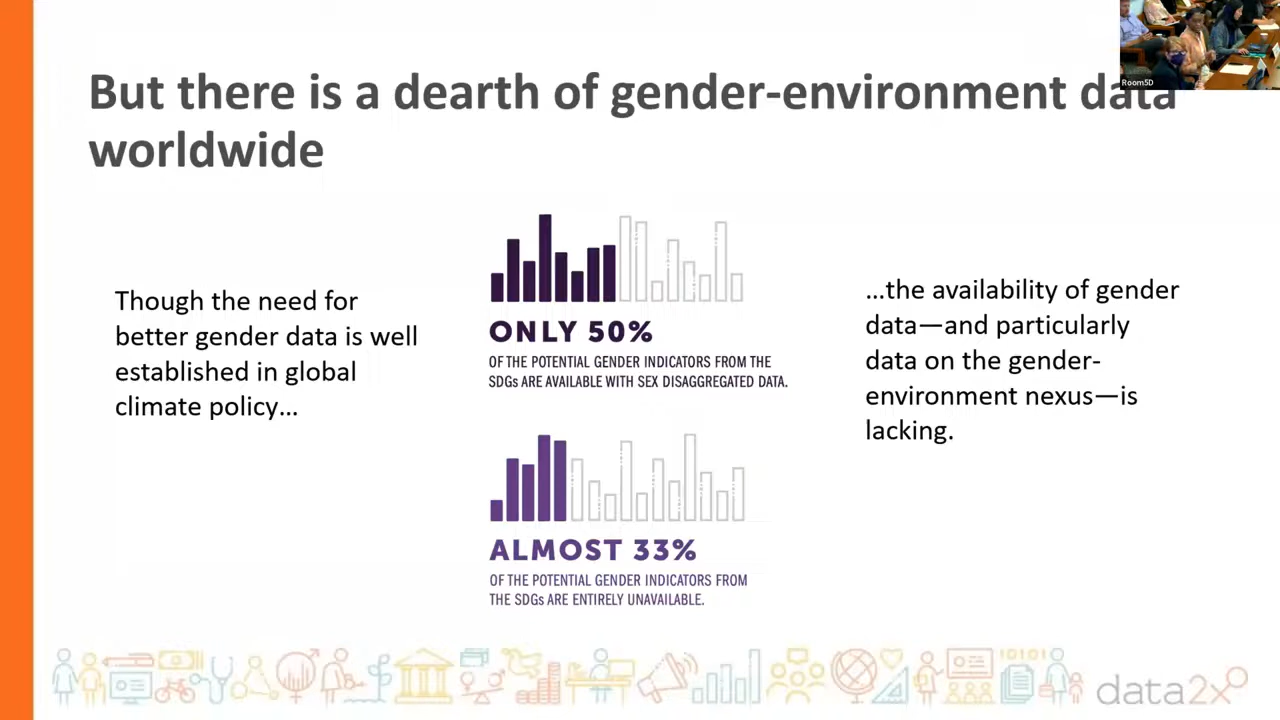 But there is a dearth of gender-environment data
worldwide
Though the need for
better gender data is well
established in global
climate policy…
ONLY 50%
OF THE POTENTIAL GENDER INDICATORS FROM THE
SDGs ARE AVAILABLE WITH SEX DISAGGREGATED DATA.
ALMOST 33%
OF THE POTENTIAL GENDER INDICATORS FROM
THE SDGs ARE ENTIRELY UNAVAILABLE.
…the availability of gender
data—and particularly
data on the gender-
environment nexus—is
lacking.
Room5D
data2x